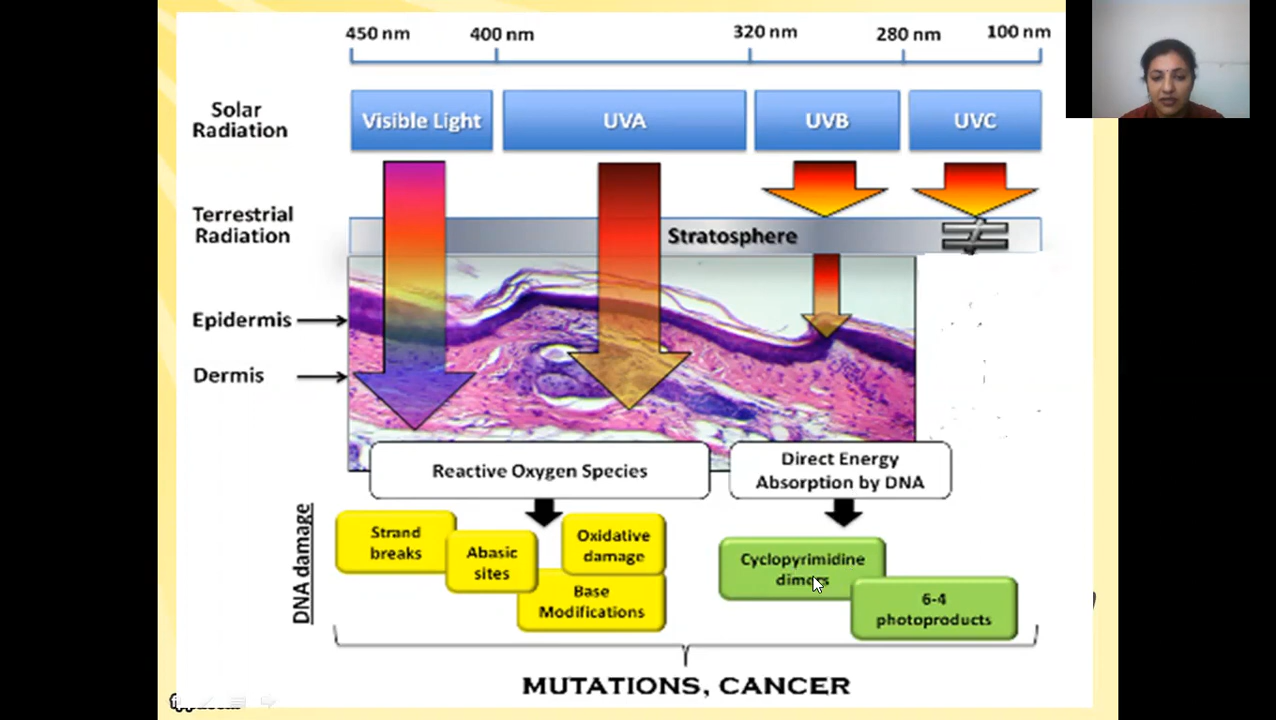 450 nm 400 nm 320 nm 280 nm 100 nm
Solar
Radiation
Visible Light UVA UVB UVC
Terrestrial
Radiation
Stratosphere
Epidermis
Dermis
Reactive Oxygen Species
Direct Energy
Absorption by DNA
DNA damage
Strand
breaks
Abasic
sites
Oxidative
damage
Base
Modifications
Cyclopyrimidine
dimers
6-4
photoproducts
MUTATIONS, CANCER